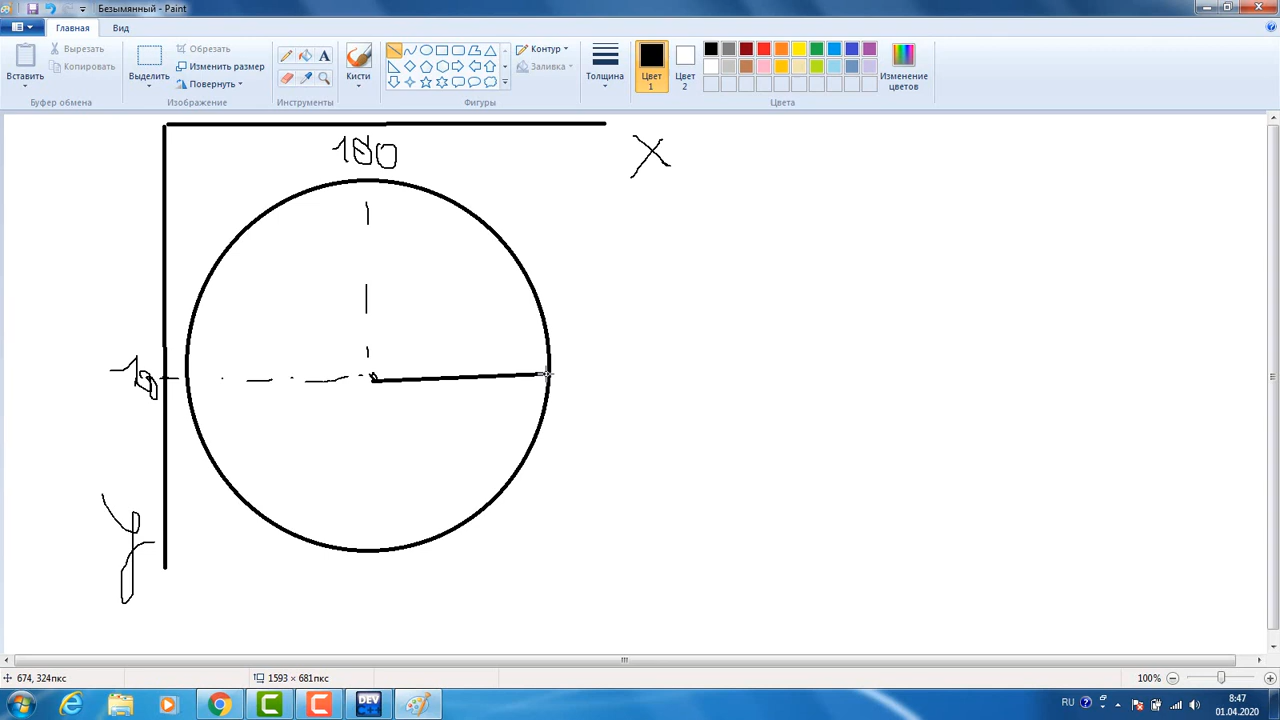 Безымянный - Paint
Главная Вид
Вставить
Вырезать
Копировать
Буфер обмена
Выделить
Обрезать
Изменить размер
Повернуть
Изображение
Инструменты
Кисти
Контур
Заливка
Фигуры
Толщина
Цвет
1
Цвет
2
Изменение
цветов
Цвета
100
X
y
674, 324пкс
1593 × 681пкс
100%
DEV
RU
8:47
01.04.2020